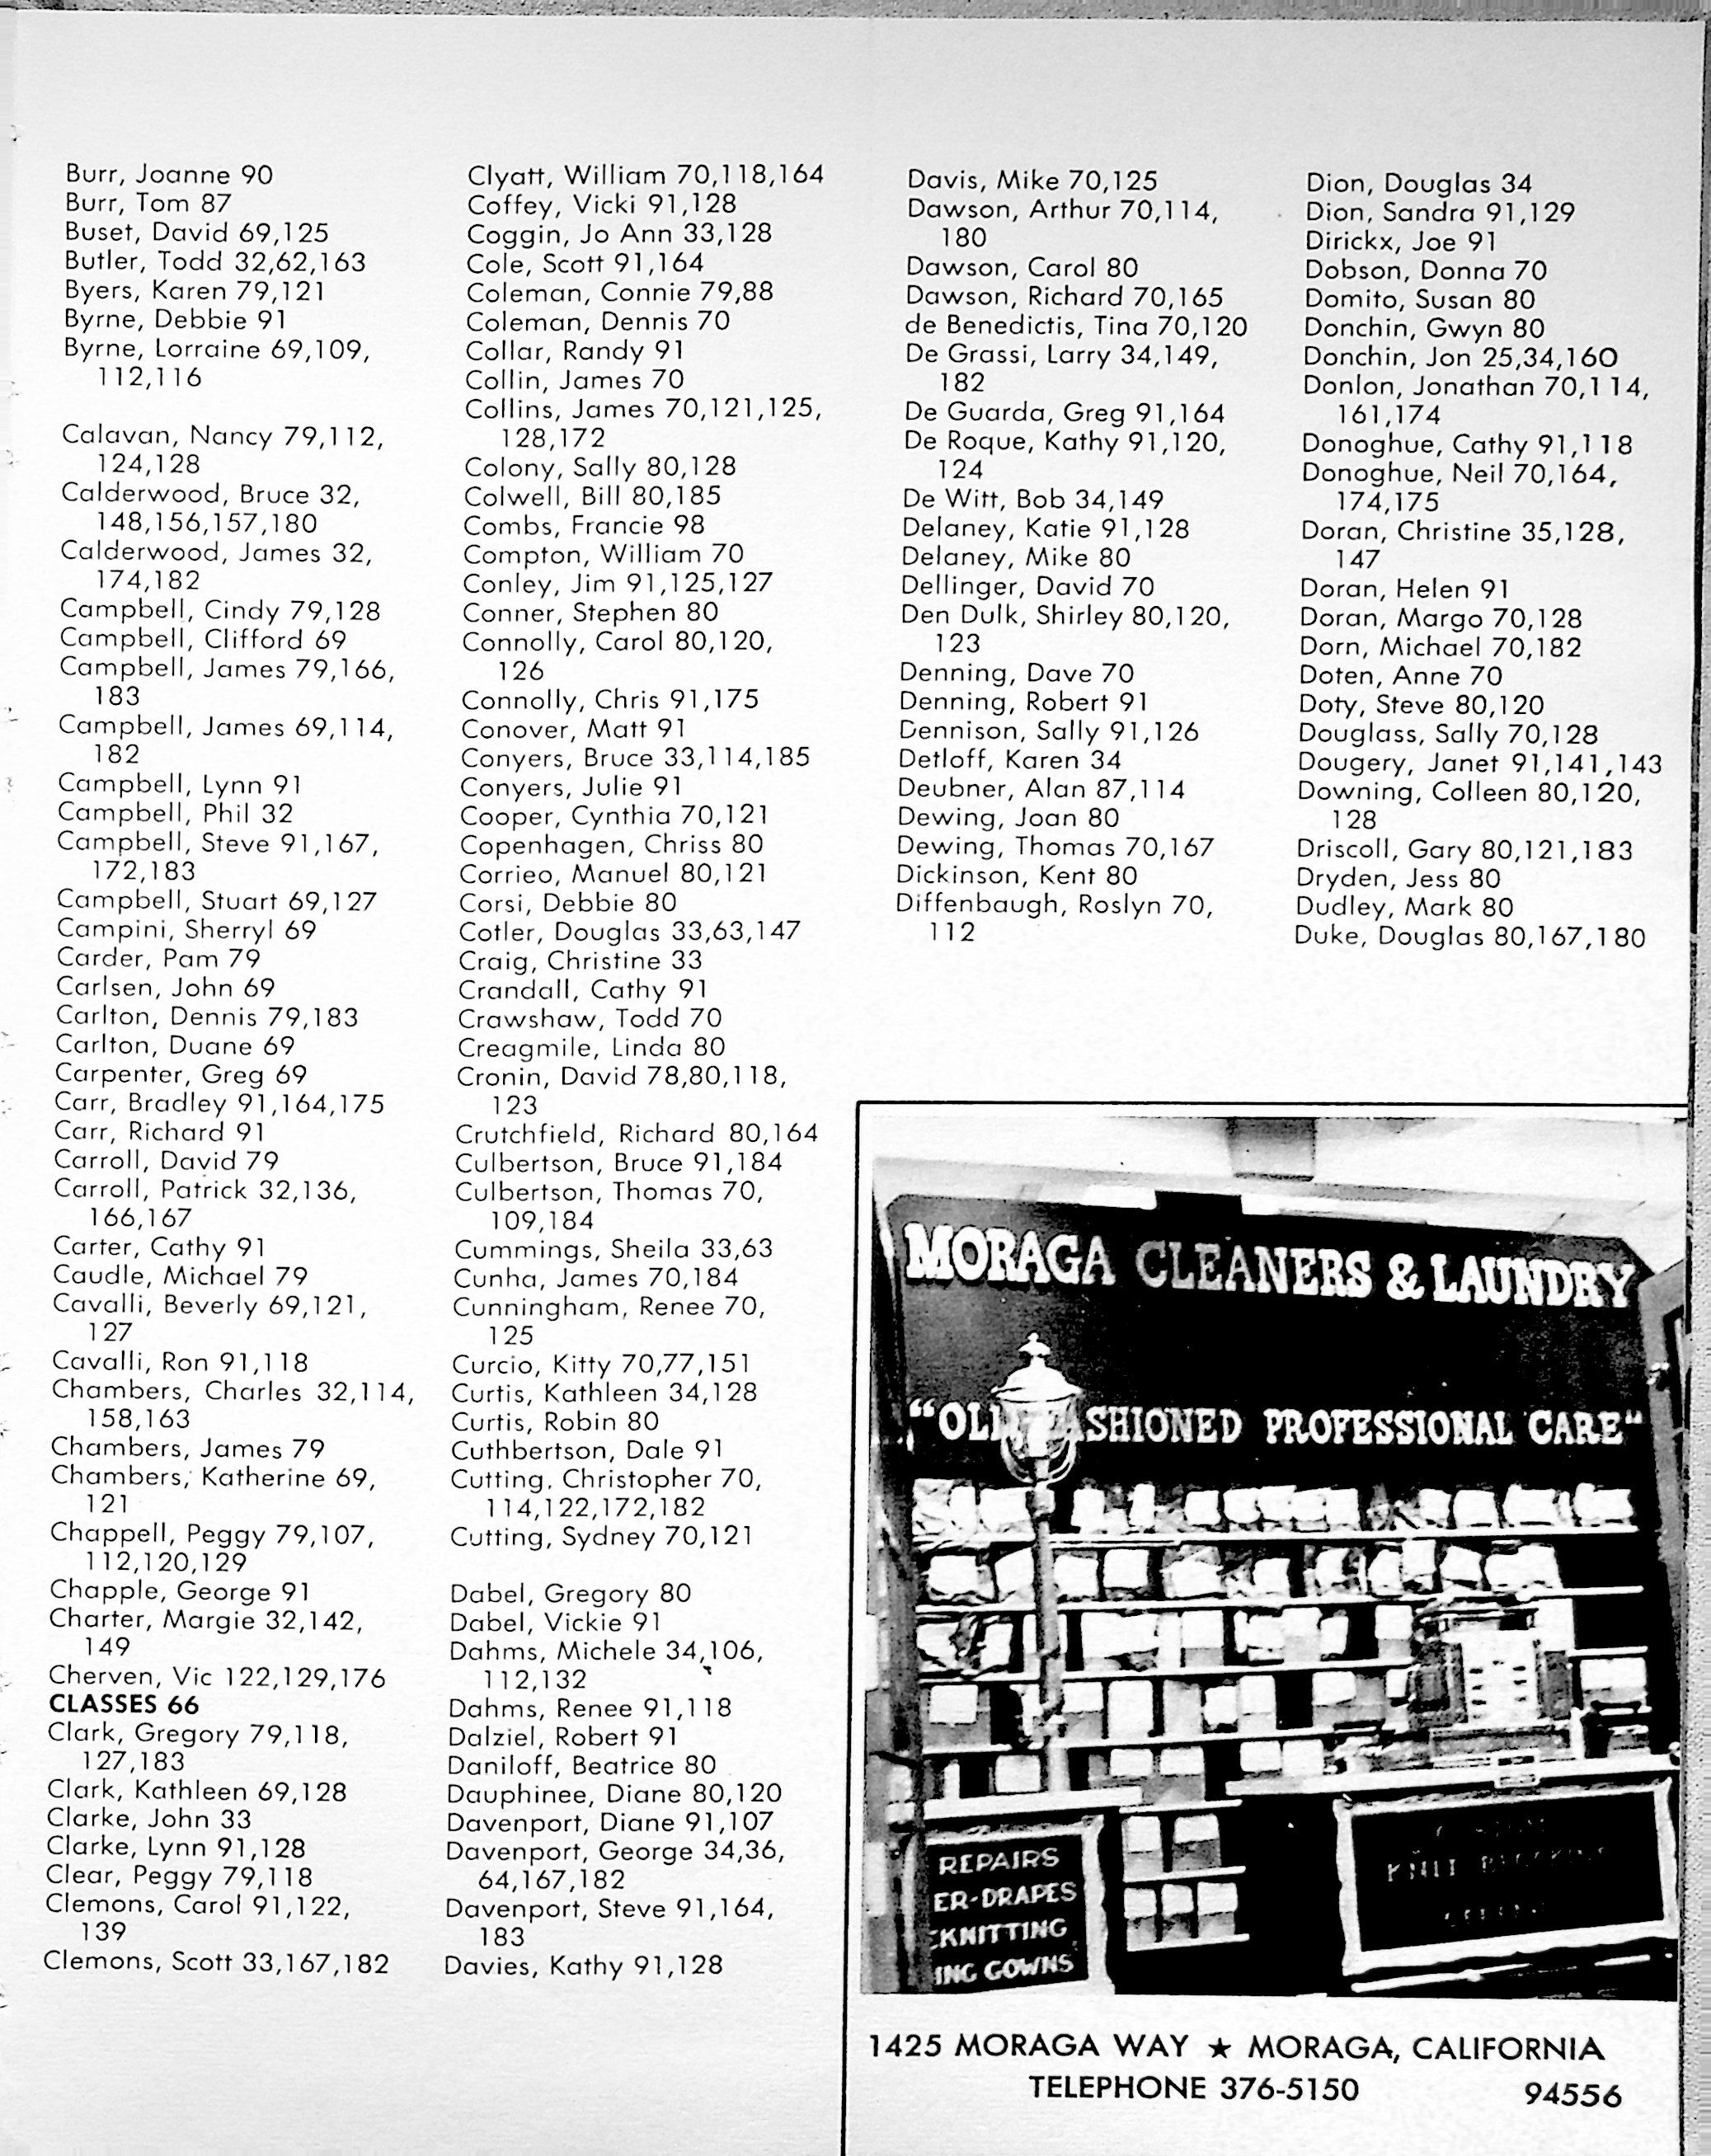 Burr, Joanne 90
Burr, Tom 87
Buset, David 69,125
Butler, Todd 32,62,163
Byers, Karen 79,121
Byrne, Debbie 91
Byrne, Lorraine 69,109,
112,116
Calavan, Nancy 79,112,
124,128
Calderwood, Bruce 32,
148,156,157,180
Calderwood, James 32,
174,182
Campbell, Cindy 79,128
Campbell, Clifford 69
Campbell, James 79,166,
183
Campbell, James 69,114,
182
Campbell, Lynn 91
Campbell, Phil 32
Campbell, Steve 91,167,
172,183
Campbell, Stuart 69,127
Campini, Sherryl 69
Carder, Pam 79
Carlsen, John 69
Carlton, Dennis 79,183
Carlton, Duane 69
Carpenter, Greg 69
Carr, Bradley 91,164,175
Carr, Richard 91
Carroll, David 79
Carroll, Patrick 32,136,
166,167
Carter, Cathy 91
Caudle, Michael 79
Cavalli, Beverly 69,121,
127
Cavalli, Ron 91,118
Chambers, Charles 32,114,
158,163
Chambers, James 79
Chambers, Katherine 69,
121
Chappell, Peggy 79,107,
112,120,129
Chapple, George 91
Charter, Margie 32,142,
149
Cherven, Vic 122,129,176
CLASSES 66
Clark, Gregory 79,118,
127,183
Clark, Kathleen 69,128
Clarke, John 33
Clarke, Lynn 91,128
Clear, Peggy 79,118
Clemons, Carol 91,122,
139
Clemons, Scott 33,167,182
Clyatt, William 70,118,164
Coffey, Vicki 91,128
Coggin, Jo Ann 33,128
Cole, Scott 91,164
Coleman, Connie 79,88
Coleman, Dennis 70
Collar, Randy 91
Collin, James 70
Collins, James 70,121,125,
128,172
Colony, Sally 80,128
Colwell, Bill 80,185
Combs, Francie 98
Compton, William 70
Conley, Jim 91,125,127
Conner, Stephen 80
Connolly, Carol 80,120,
126
Connolly, Chris 91,175
Conover, Matt 91
Conyers, Bruce 33,114,185
Conyers, Julie 91
Cooper, Cynthia 70,121
Copenhagen, Chriss 80
Corrieo, Manuel 80,121
Corsi, Debbie 80
Cotler, Douglas 33,63,147
Craig, Christine 33
Crandall, Cathy 91
Crawshaw, Todd 70
Creagmile, Linda 80
Cronin, David 78,80,118,
123
Crutchfield, Richard 80,164
Culbertson, Bruce 91,184
Culbertson, Thomas 70,
109,184
Cummings, Sheila 33,63
Cunha, James 70,184
Cunningham, Renee 70,
125
Curcio, Kitty 70,77,151
Curtis, Kathleen 34,128
Curtis, Robin 80
Cuthbertson, Dale 91
Cutting, Christopher 70,
114,122,172,182
Cutting, Sydney 70,121
Dabel, Gregory 80
Dabel, Vickie 91
Dahms, Michele 34,106,
112,132
Dahms, Renee 91,118
Dalziel, Robert 91
Daniloff, Beatrice 80
Dauphinee, Diane 80,120
Davenport, Diane 91,107
Davenport, George 34,36,
64,167,182
Davenport, Steve 91,164,
183
Davies, Kathy 91,128
Davis, Mike 70,125
Dawson, Arthur 70,114,
180
Dawson, Carol 80
Dawson, Richard 70,165
de Benedictis, Tina 70,120
De Grassi, Larry 34,149,
182
De Guarda, Greg 91,164
De Roque, Kathy 91,120,
124
De Witt, Bob 34,149
Delaney, Katie 91,128
Delaney, Mike 80
Dellinger, David 70
Den Dulk, Shirley 80,120,
123
Denning, Dave 70
Denning, Robert 91
Dennison, Sally 91,126
Detloff, Karen 34
Deubner, Alan 87,114
Dewing, Joan 80
Dewing, Thomas 70,167
Dickinson, Kent 80
Diffenbaugh, Roslyn 70,
112
Dion, Douglas 34
Dion, Sandra 91,129
Dirickx, Joe 91
Dobson, Donna 70
Domito, Susan 80
Donchin, Gwyn 80
Donchin, Jon 25,34,160
Donlon, Jonathan 70,114,
161,174
Donoghue, Cathy 91,118
Donoghue, Neil 70,164,
174,175
Doran, Christine 35,128,
147
Doran, Helen 91
Doran, Margo 70,128
Dorn, Michael 70,182
Doten, Anne 70
Doty, Steve 80,120
Douglass, Sally 70,128
Dougery, Janet 91,141,143
Downing, Colleen 80,120,
128
Driscoll, Gary 80,121,183
Dryden, Jess 80
Dudley, Mark 80
Duke, Douglas 80,167,180
MORAGA CLEANERS & LAUNDRY
"OL SHIONED PROFESSIONAL CARE"
REPAIRS
ER-DRAPES
KNITTING
ING GOWNS
KNIT
1425 MORAGA WAY ★ MORAGA, CALIFORNIA
TELEPHONE 376-5150 94556